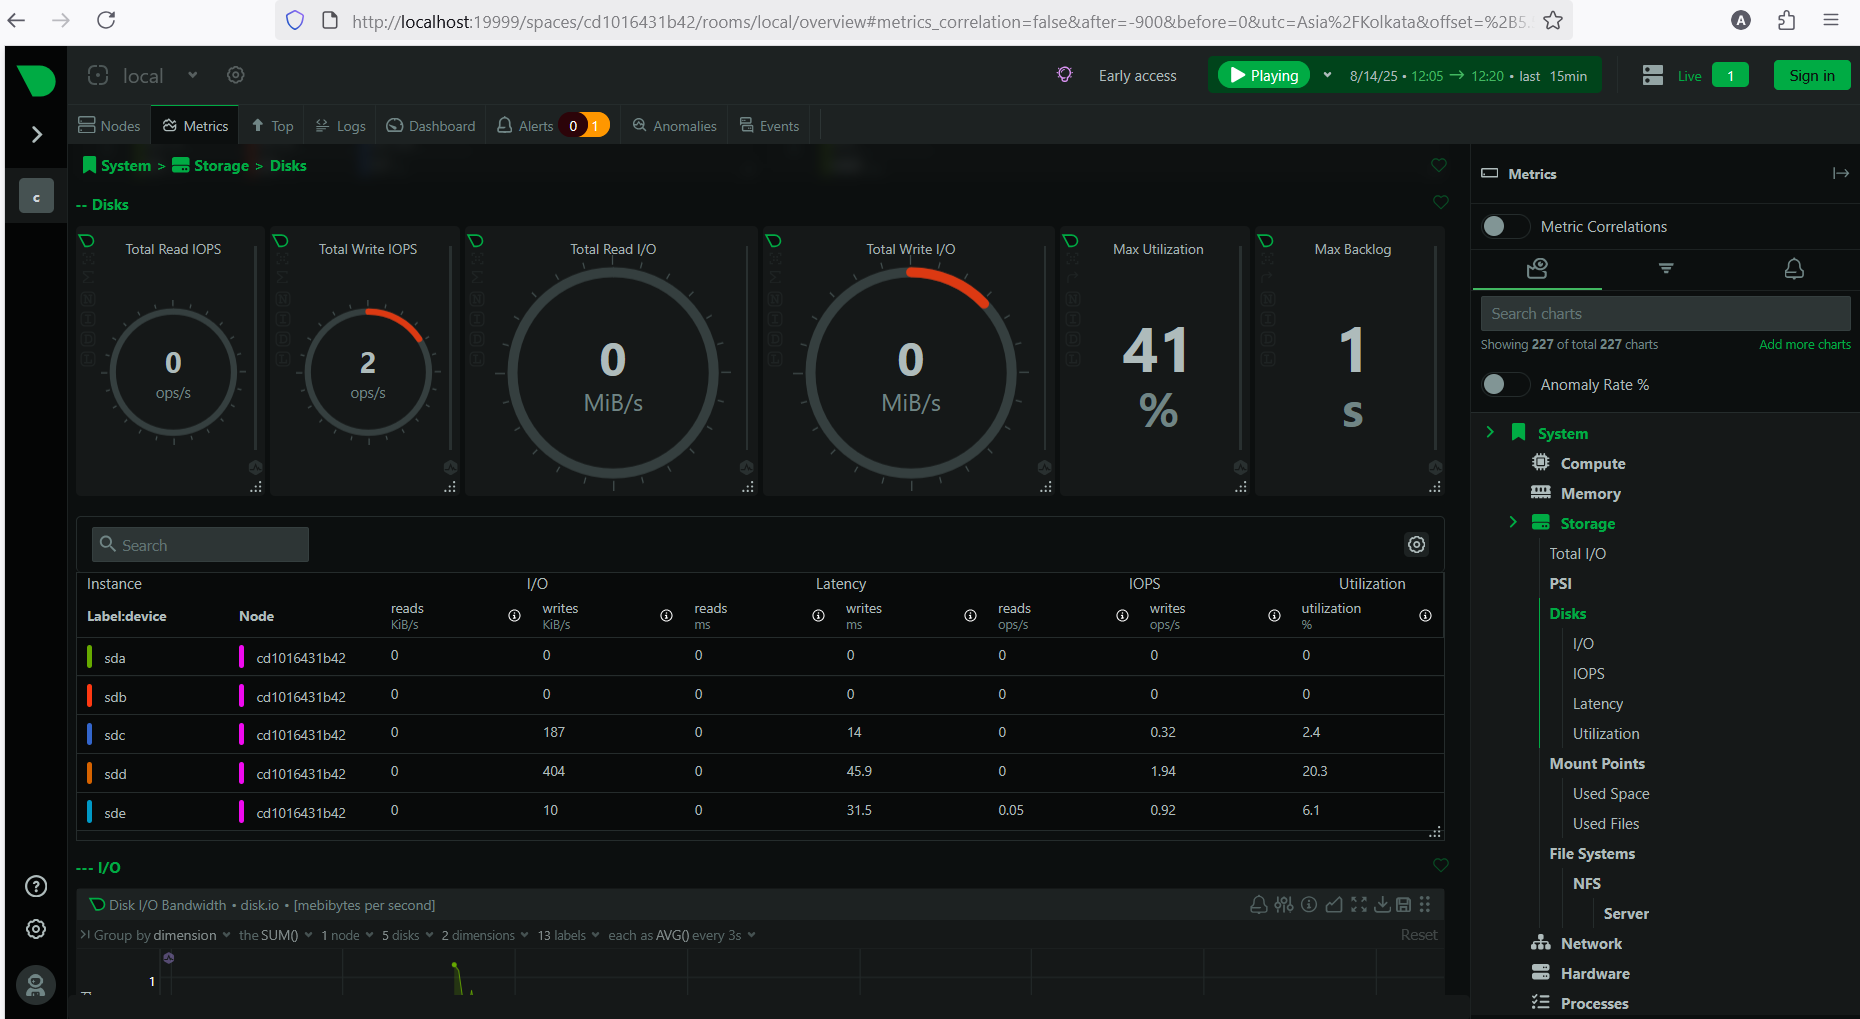 http://localhost:19999/spaces/cd1016431b42/rooms/local/overview#metrics_correlation=false&after=-900&before=0&utc=Asia%2FKolkata&offset=%2B5.
A
local
Early access
Playing
8/14/25 • 12:05 → 12:20 • last 15min
Live
1
Sign in
Nodes
Metrics
Top
Logs
Dashboard
Alerts
0
1
Anomalies
Events
c
System > Storage > Disks
-- Disks
Total Read IOPS
0
ops/s
Total Write IOPS
2
ops/s
Total Read I/O
0
MiB/s
Total Write I/O
0
MiB/s
Max Utilization
41
%
Max Backlog
1
s
Search
Instance I/O Latency IOPS Utilization
Label:device Node reads KiB/s writes KiB/s reads ms writes ms reads ops/s writes ops/s utilization %
sda cd1016431b42 0 0 0 0 0 0 0
sdb cd1016431b42 0 0 0 0 0 0 0
sdc cd1016431b42 0 187 0 14 0 0.32 2.4
sdd cd1016431b42 0 404 0 45.9 0 1.94 20.3
sde cd1016431b42 0 10 0 31.5 0.05 0.92 6.1
--- I/O
Disk I/O Bandwidth • disk.io • [mebibytes per second]
Group by dimension the SUM() 1 node 5 disks 2 dimensions 13 labels each as AVG() every 3s
Reset
1
Metrics
Metric Correlations
Search charts
Showing 227 of total 227 charts
Add more charts
Anomaly Rate %
System
Compute
Memory
Storage
Total I/O
PSI
Disks
I/O
IOPS
Latency
Utilization
Mount Points
Used Space
Used Files
File Systems
NFS
Server
Network
Hardware
Processes